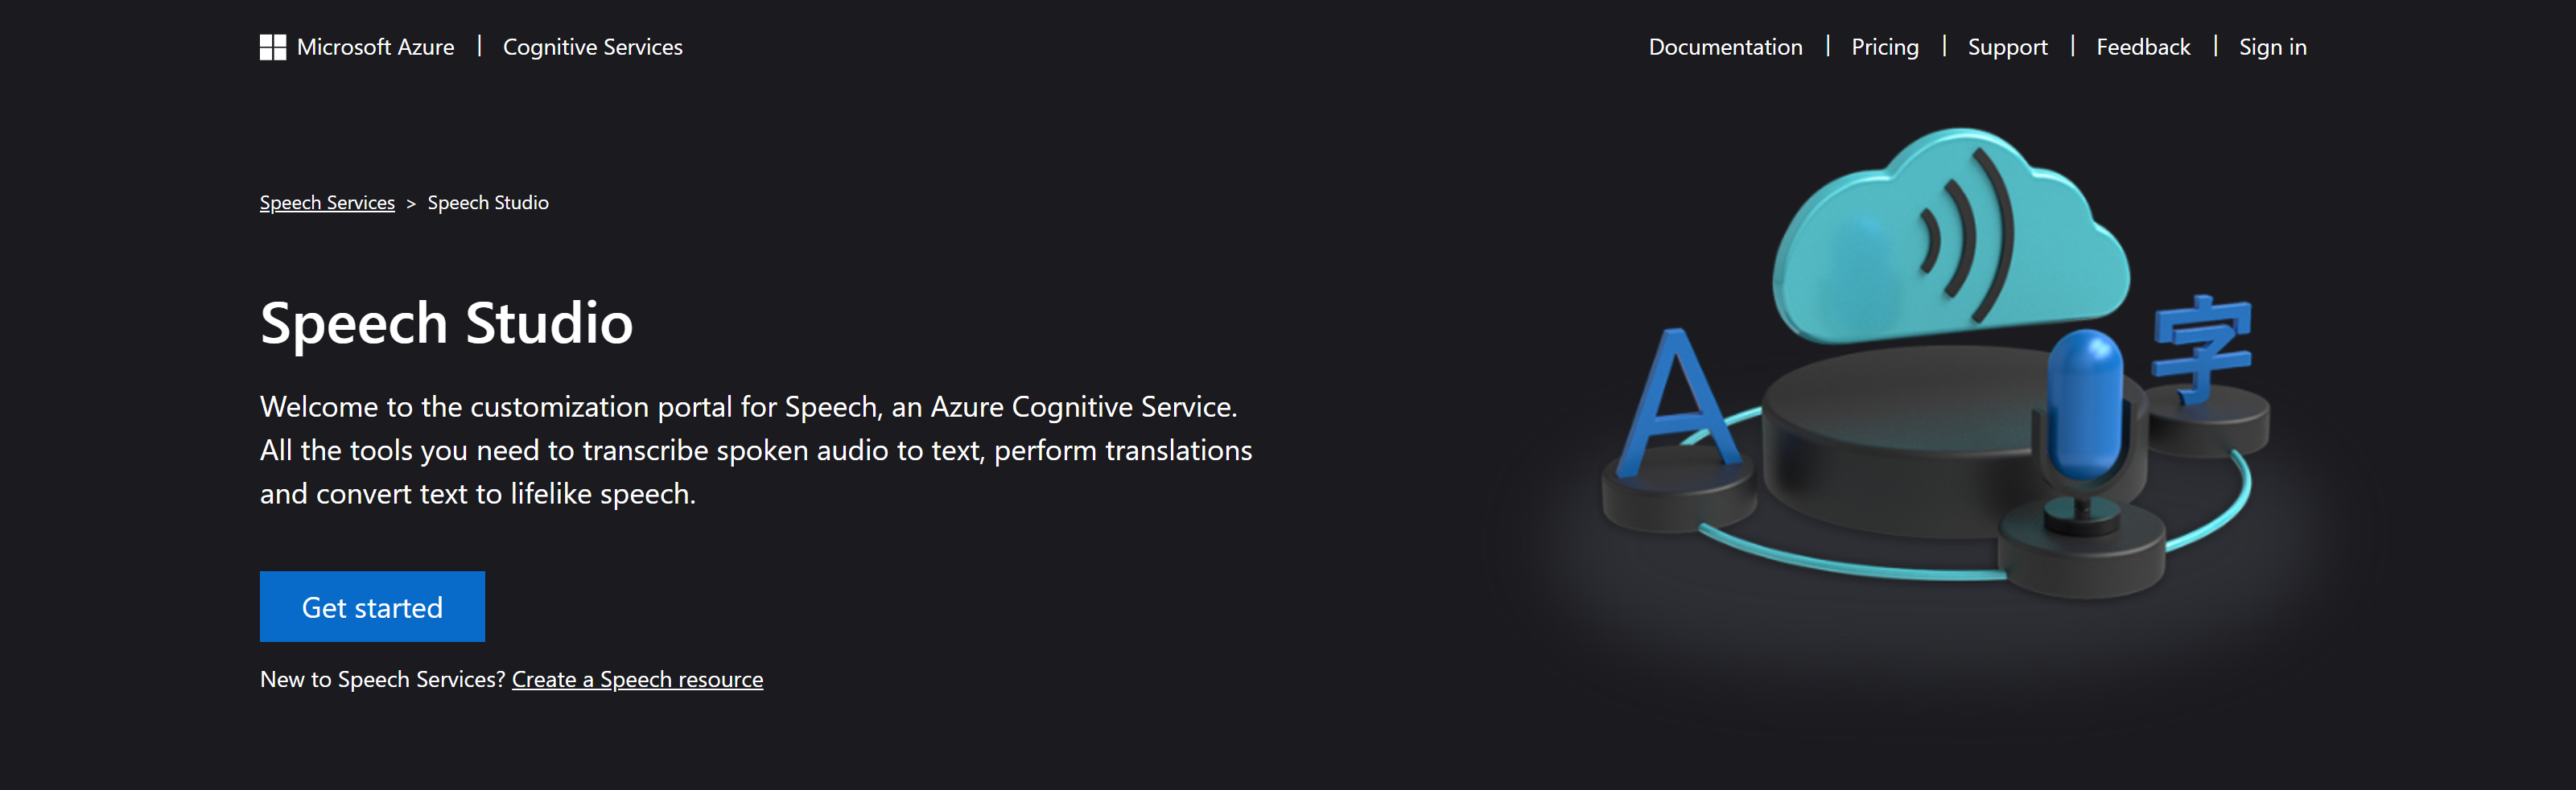 Microsoft Azure | Cognitive Services
Documentation | Pricing | Support | Feedback | Sign in
Speech Services > Speech Studio
Speech Studio
Welcome to the customization portal for Speech, an Azure Cognitive Service.
All the tools you need to transcribe spoken audio to text, perform translations
and convert text to lifelike speech.
A
字
Get started
New to Speech Services? Create a Speech resource